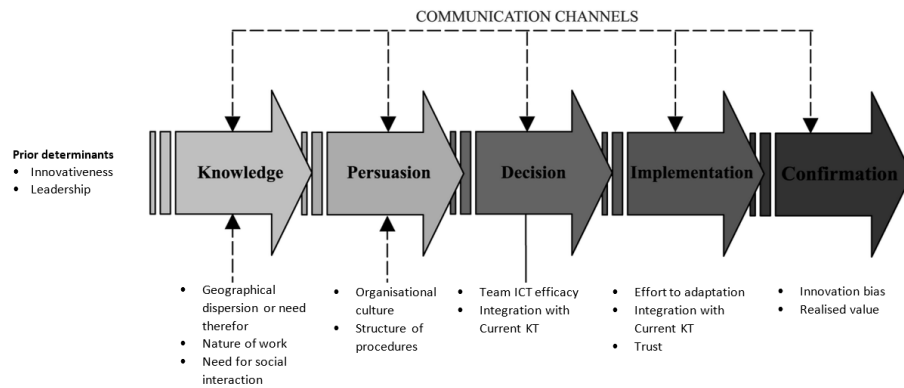 COMMUNICATION CHANNELS
Prior determinants
• Innovativeness
• Leadership
Knowledge
Persuasion
Decision
Implementation
Confirmation
• Geographical
dispersion or need
therefor
• Nature of work
• Need for social
interaction
• Organisational
culture
• Structure of
procedures
• Team ICT efficacy
• Integration with
Current KT
• Effort to adaptation
• Integration with
Current KT
• Trust
• Innovation bias
• Realised value